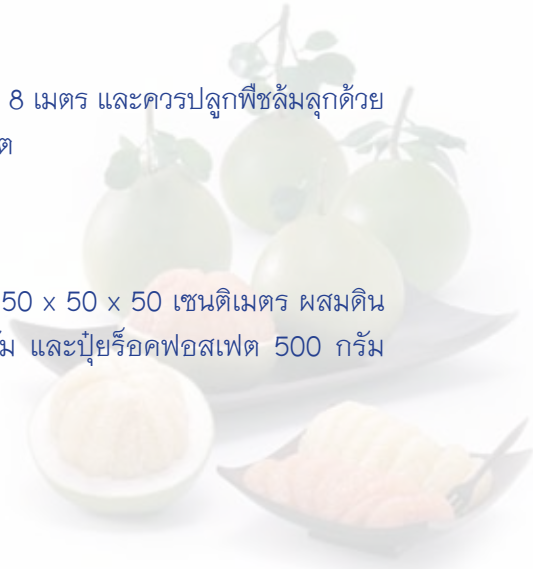 8 เมตร และควรปลูกพืชล้มลุกด้วย
ต
50 x 50 x 50 เซนติเมตร ผสมดิน
ัม และปุ๋ยร็อคฟอสเฟต 500 กรัม